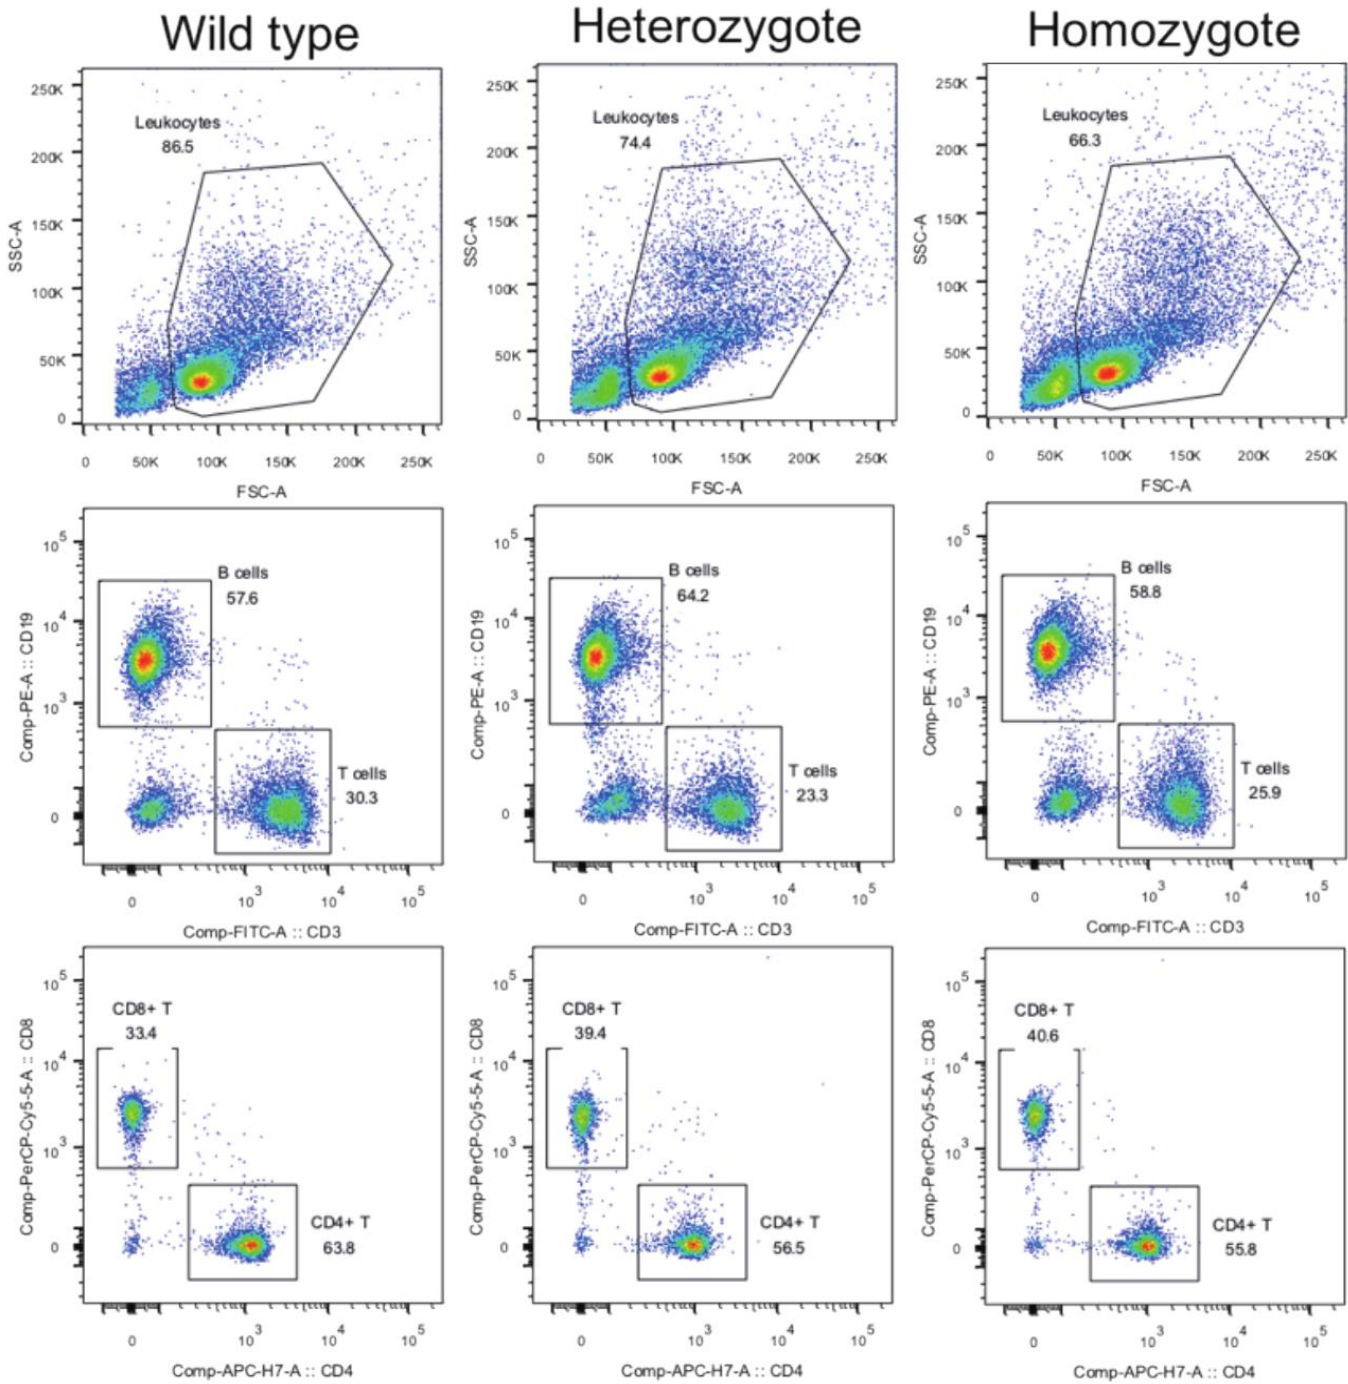 Wild type Heterozygote Homozygote
250K
200K
150K
100K
50K
0
SSC-A
Leukocytes
86.5
0 50K 100K 150K 200K 250K
FSC-A
250K
200K
150K
100K
50K
0
SSC-A
Leukocytes
74.4
0 50K 100K 150K 200K 250K
FSC-A
250K
200K
150K
100K
50K
0
SSC-A
Leukocytes
66.3
0 50K 100K 150K 200K 250K
FSC-A
10^5
10^4
10^3
0
Comp-PE-A :: CD19
B cells
57.6
T cells
30.3
0 10^3 10^4 10^5
Comp-FITC-A :: CD3
10^5
10^4
10^3
0
Comp-PE-A :: CD19
B cells
64.2
T cells
23.3
0 10^3 10^4 10^5
Comp-FITC-A :: CD3
10^5
10^4
10^3
0
Comp-PE-A :: CD19
B cells
58.8
T cells
25.9
0 10^3 10^4 10^5
Comp-FITC-A :: CD3
10^5
10^4
10^3
0
Comp-PerCP-Cy5-5-A :: CD8
CD8+ T
33.4
CD4+ T
63.8
0 10^3 10^4 10^5
Comp-APC-H7-A :: CD4
10^5
10^4
10^3
0
Comp-PerCP-Cy5-5-A :: CD8
CD8+ T
39.4
CD4+ T
56.5
0 10^3 10^4 10^5
Comp-APC-H7-A :: CD4
10^5
10^4
10^3
0
Comp-PerCP-Cy5-5-A :: CD8
CD8+ T
40.6
CD4+ T
55.8
0 10^3 10^4 10^5
Comp-APC-H7-A :: CD4